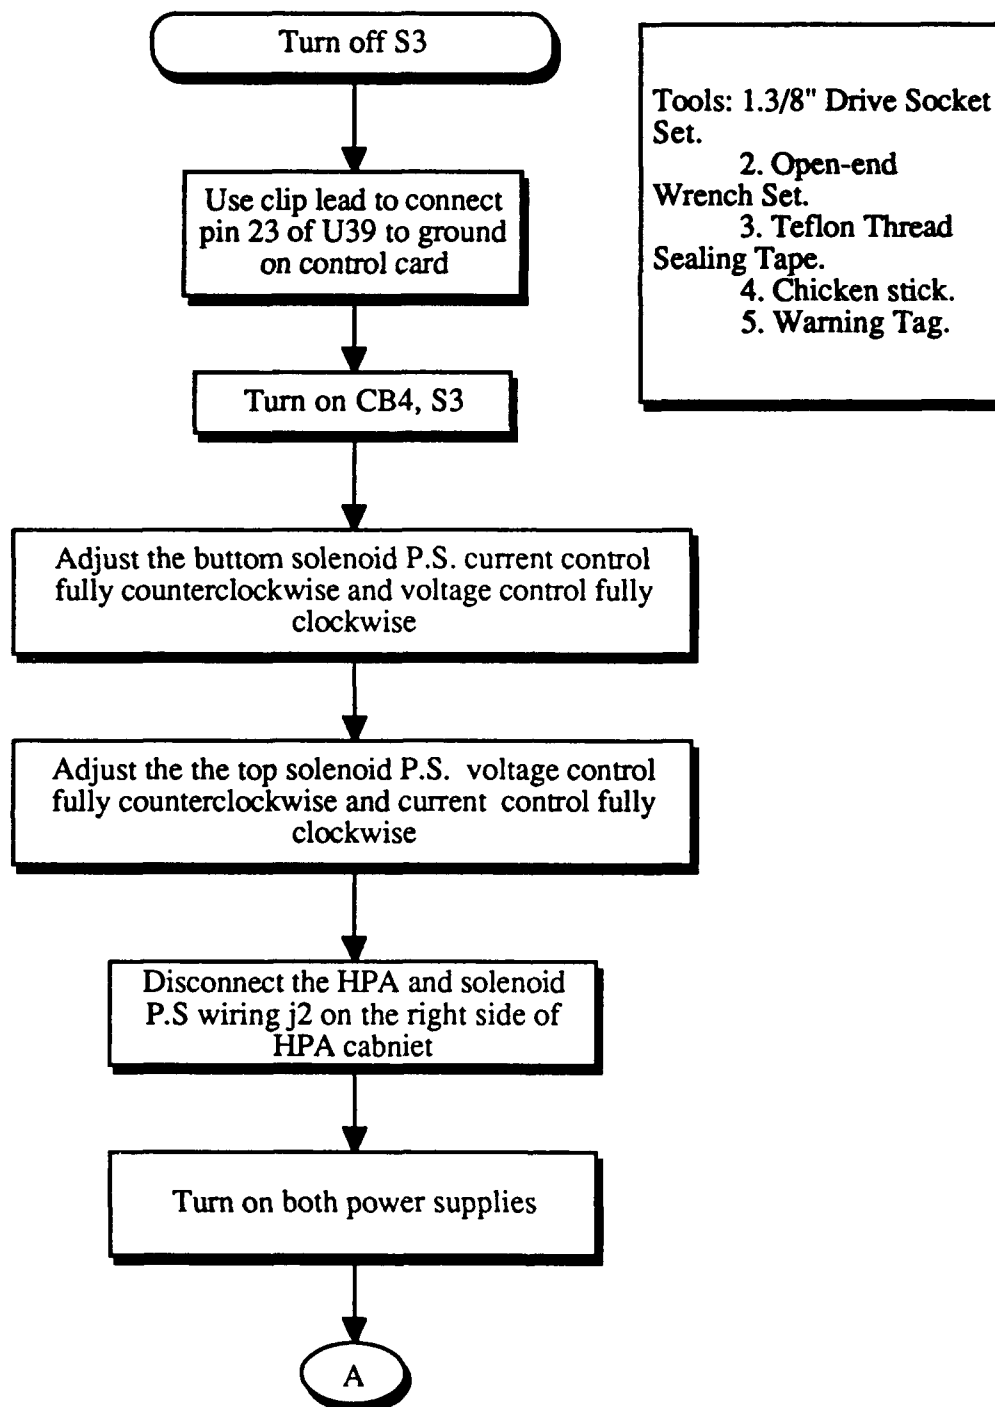 Turn off S3
Use clip lead to connect
pin 23 of U39 to ground
on control card
Turn on CB4, S3
Adjust the buttom solenoid P.S. current control
fully counterclockwise and voltage control fully
clockwise
Adjust the the top solenoid P.S. voltage control
fully counterclockwise and current control fully
clockwise
Disconnect the HPA and solenoid
P.S wiring j2 on the right side of
HPA cabniet
Turn on both power supplies
A
Tools: 1.3/8" Drive Socket
Set.
2. Open-end
Wrench Set.
3. Teflon Thread
Sealing Tape.
4. Chicken stick.
5. Warning Tag.